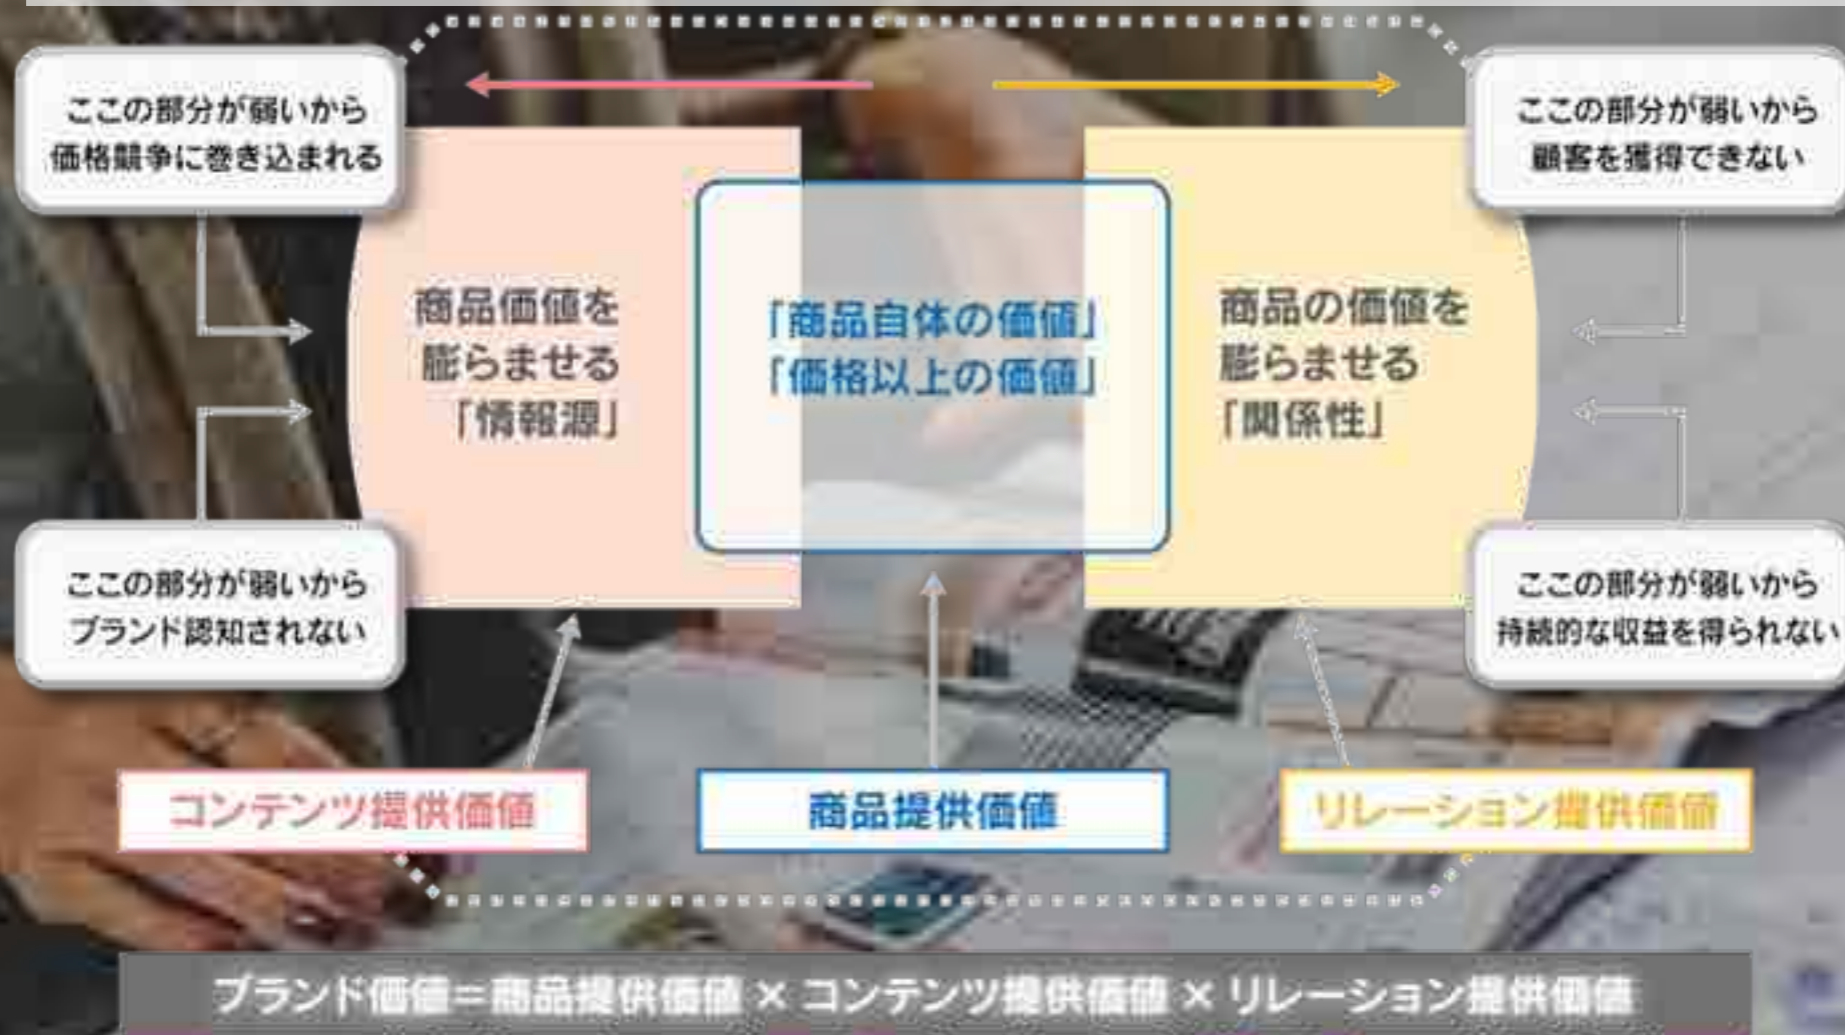 ここの部分が弱いから
価格競争に巻き込まれる
ここの部分が弱いから
顧客を獲得できない
商品価値を
膨らませる
「情報源」
「商品自体の価値」
「価格以上の価値」
商品の価値を
膨らませる
「関係性」
ここの部分が弱いから
ブランド認知されない
ここの部分が弱いから
持続的な収益を得られない
コンテンツ提供価値
商品提供価値
リレーション提供価値
ブランド価値=商品提供価値 × コンテンツ提供価値 × リレーション提供価値